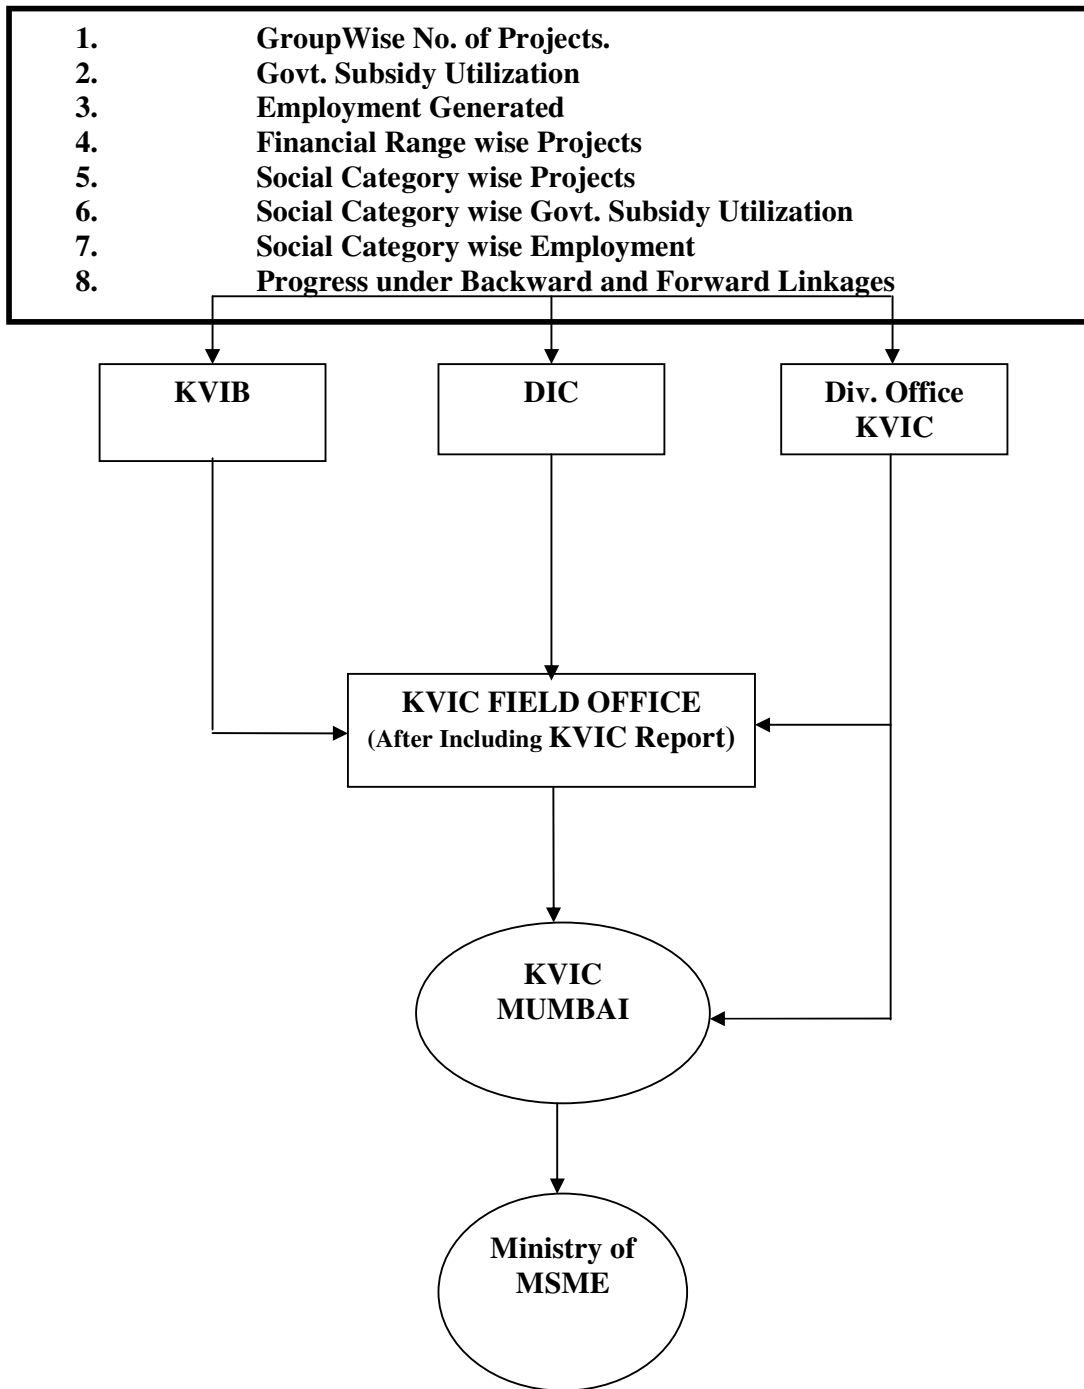 1. GroupWise No. of Projects.
2. Govt. Subsidy Utilization
3. Employment Generated
4. Financial Range wise Projects
5. Social Category wise Projects
6. Social Category wise Govt. Subsidy Utilization
7. Social Category wise Employment
8. Progress under Backward and Forward Linkages
KVIB
DIC
Div. Office
KVIC
KVIC FIELD OFFICE
(After Including KVIC Report)
KVIC
MUMBAI
Ministry of
MSME